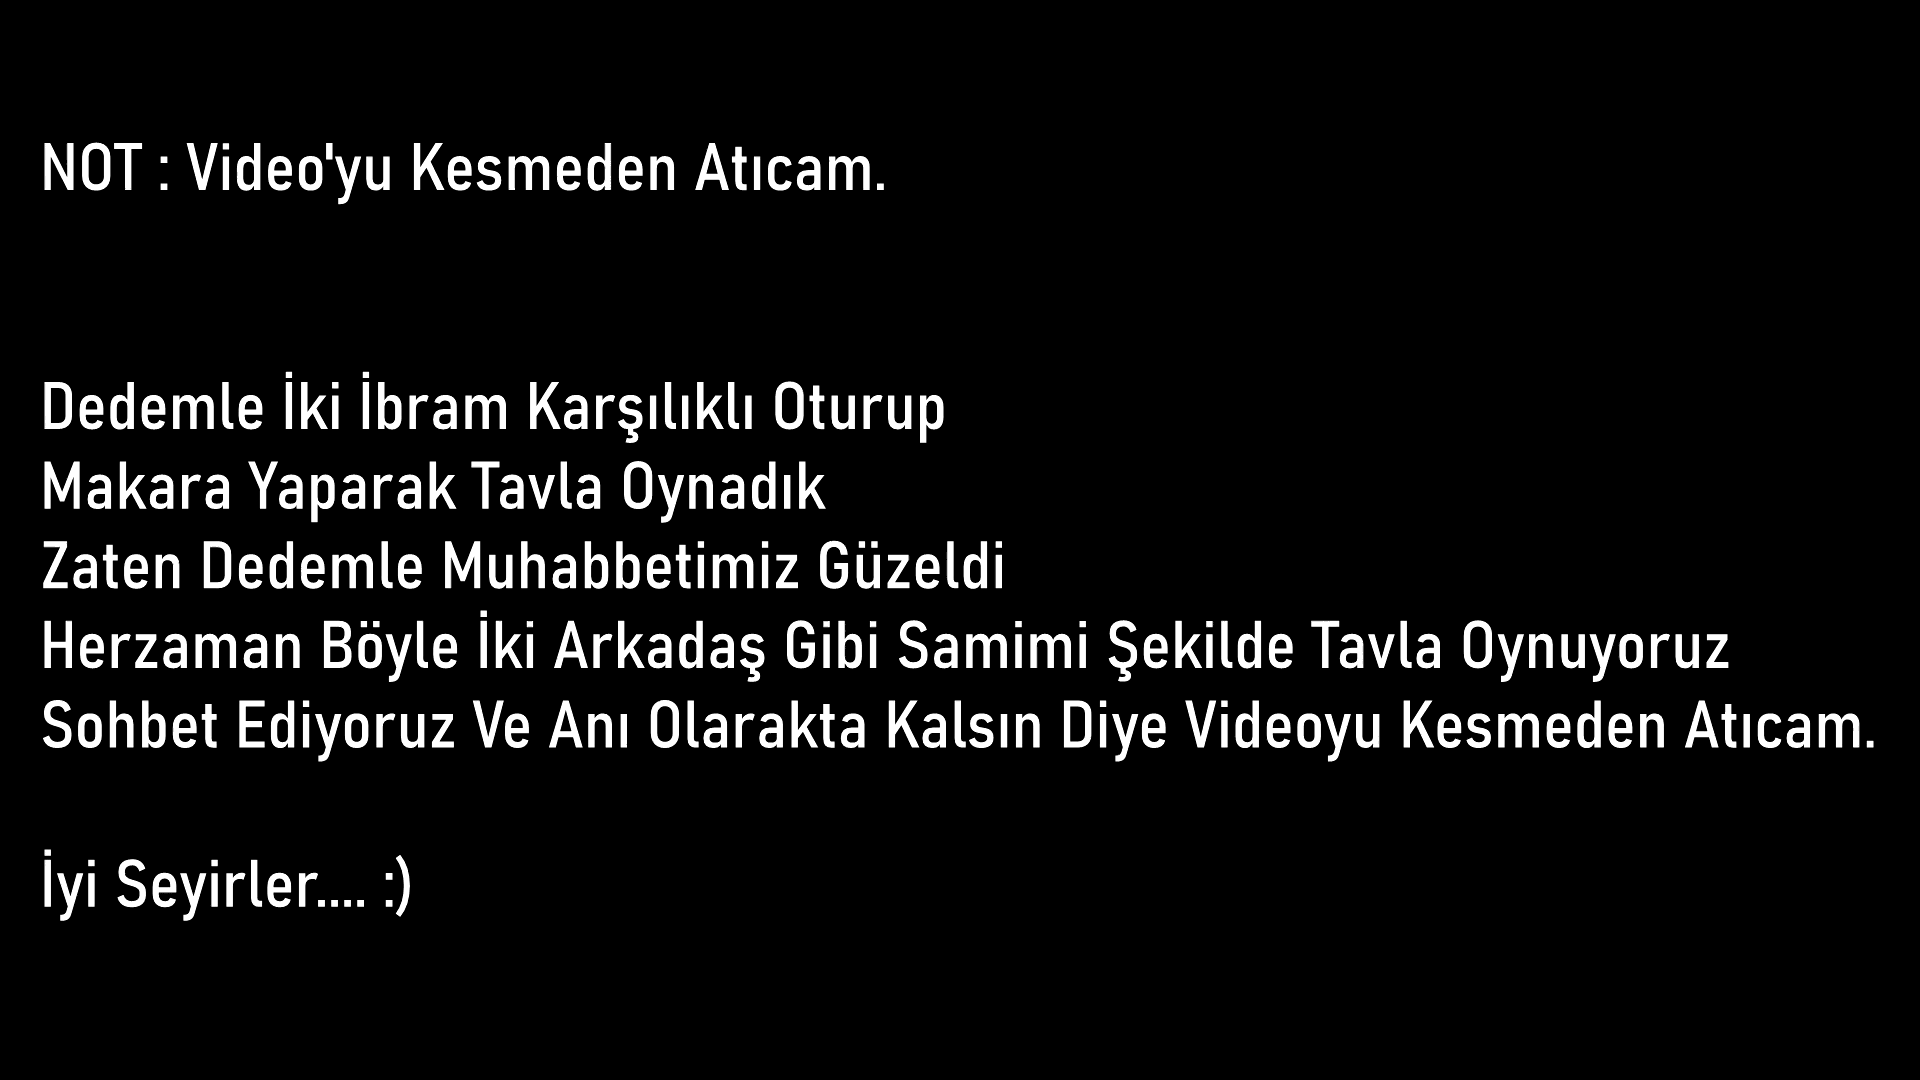 NOT : Video'yu Kesmeden Atıcam.
Dedemle İki İbram Karşılıklı Oturup
Makara Yaparak Tavla Oynadık
Zaten Dedemle Muhabbetimiz Güzeldi
Herzaman Böyle İki Arkadaş Gibi Samimi Şekilde Tavla Oynuyoruz
Sohbet Ediyoruz Ve Anı Olarakta Kalsın Diye Videoyu Kesmeden Atıcam.
İyi Seyirler.... :)